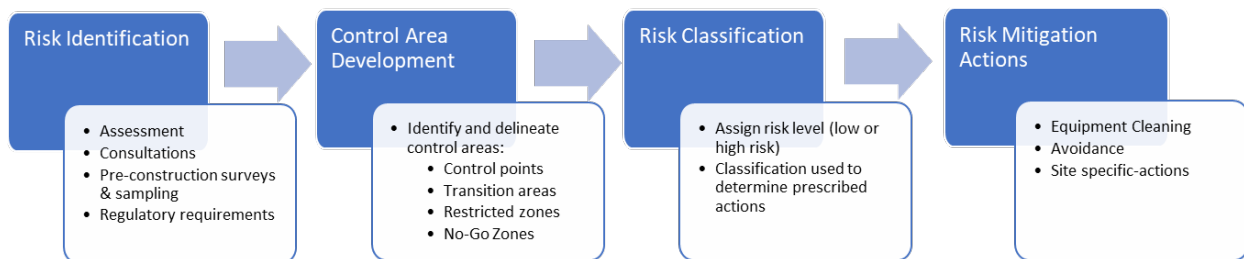 Risk Identification
• Assessment
• Consultations
• Pre-construction surveys
& sampling
• Regulatory requirements
Control Area
Development
• Identify and delineate
control areas:
• Control points
• Transition areas
• Restricted zones
• No-Go Zones
Risk Classification
• Assign risk level (low or
high risk)
• Classification used to
determine prescribed
actions
Risk Mitigation
Actions
• Equipment Cleaning
• Avoidance
• Site specific-actions